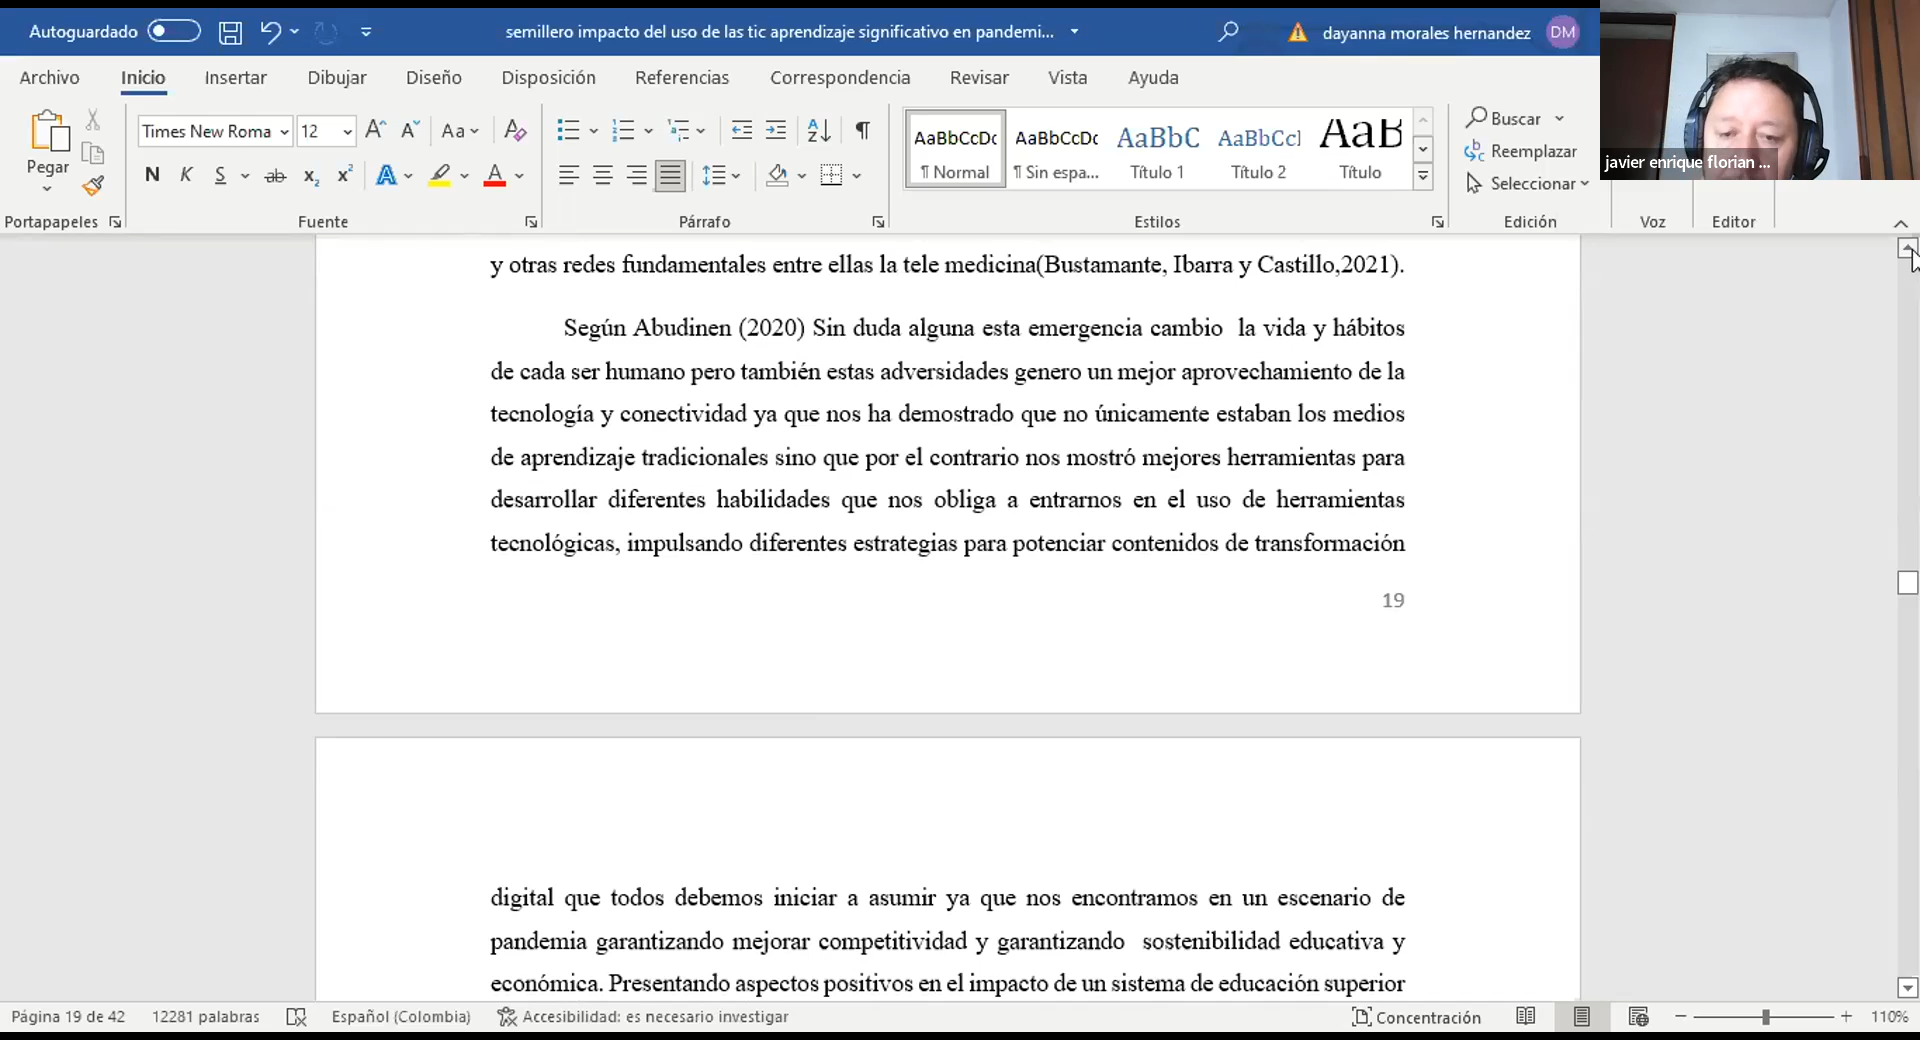 Autoguardado
semillero impacto del uso de las tic aprendizaje significativo en pandemi...
dayanna morales hernandez
DM
Archivo Inicio Insertar Dibujar Diseño Disposición Referencias Correspondencia Revisar Vista Ayuda
Pegar
Times New Roma
12
Aa
N K S ab x₂ x²
A A
AaBbCcDc AaBbCcDc AaBbC AaBbCcI AaB
¶ Normal ¶ Sin espa... Título 1 Título 2 Título
Buscar
Reemplazar
Seleccionar
javier enrique florian ...
Portapapeles Fuente Párrafo Estilos Edición Voz Editor
y otras redes fundamentales entre ellas la tele medicina(Bustamante, Ibarra y Castillo,2021).
Según Abudinen (2020) Sin duda alguna esta emergencia cambio  la vida y hábitos
de cada ser humano pero también estas adversidades genero un mejor aprovechamiento de la
tecnología y conectividad ya que nos ha demostrado que no únicamente estaban los medios
de aprendizaje tradicionales sino que por el contrario nos mostró mejores herramientas para
desarrollar diferentes habilidades que nos obliga a entrarnos en el uso de herramientas
tecnológicas, impulsando diferentes estrategias para potenciar contenidos de transformación
19
digital que todos debemos iniciar a asumir ya que nos encontramos en un escenario de
pandemia garantizando mejorar competitividad y garantizando  sostenibilidad educativa y
económica. Presentando aspectos positivos en el impacto de un sistema de educación superior
Página 19 de 42 12281 palabras Español (Colombia) Accesibilidad: es necesario investigar Concentración 110%